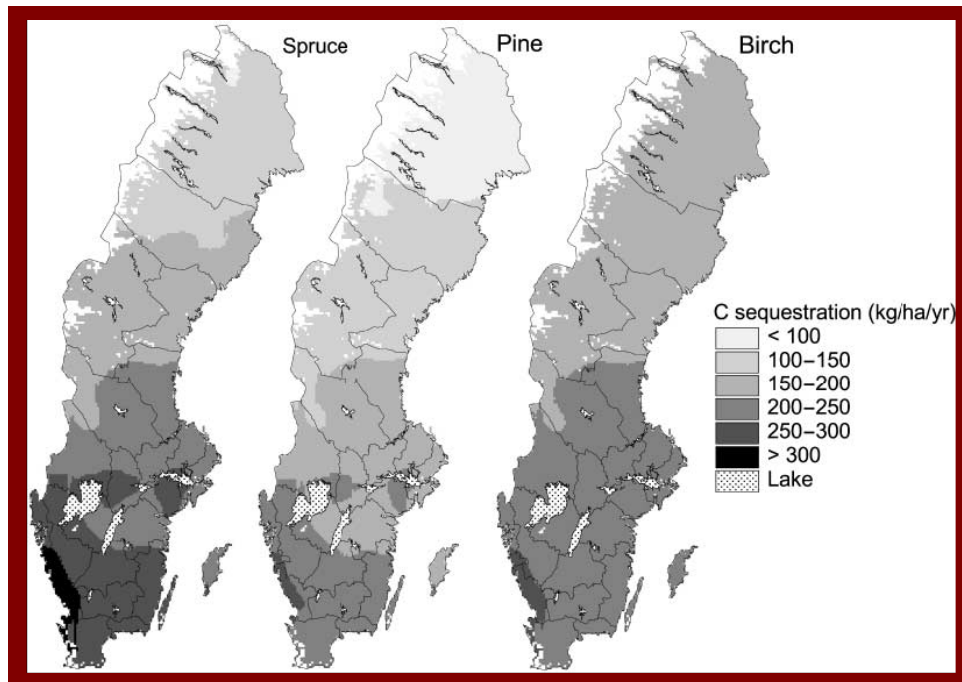 Spruce
Pine
Birch
C sequestration (kg/ha/yr)
< 100
100–150
150–200
200–250
250–300
> 300
Lake